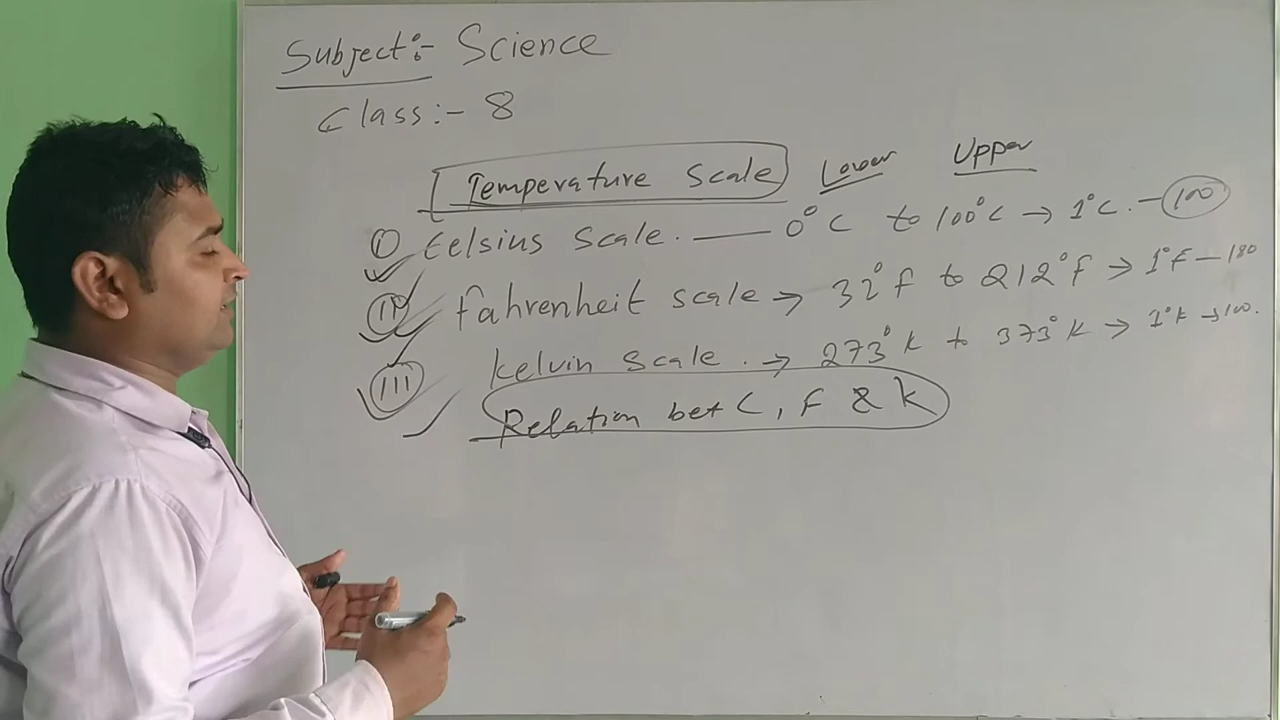 Subject:- Science
Class:- 8
Temperature Scale Lower Upper
(I) Celsius Scale. — 0°C to 100°C → 1°C. — 100
(II) Fahrenheit scale → 32°F to 212°F → 1°F — 180
(III) Kelvin Scale. → 273°K to 373°K → 1°K → 100.
Relation bet C, F & K